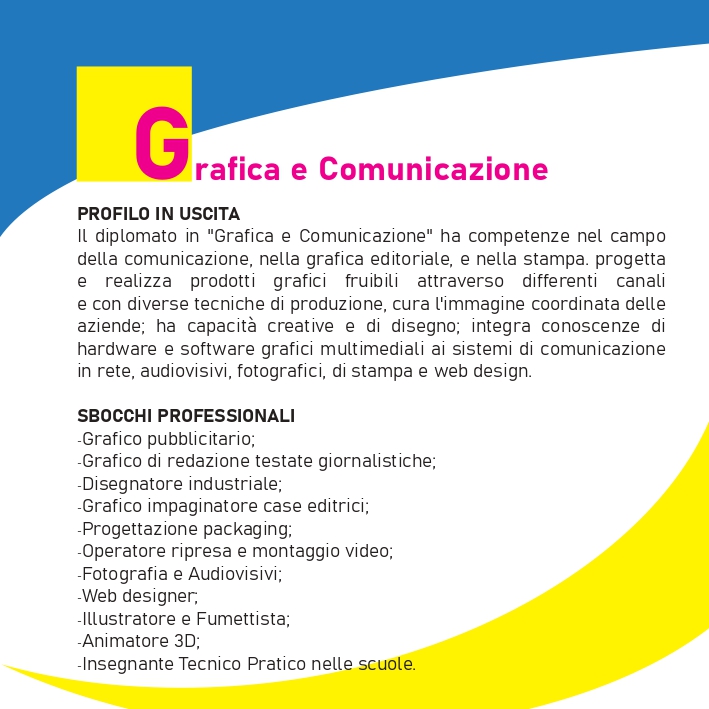 Grafica e Comunicazione
PROFILO IN USCITA
Il diplomato in "Grafica e Comunicazione" ha competenze nel campo
della comunicazione, nella grafica editoriale, e nella stampa. progetta
e realizza prodotti grafici fruibili attraverso differenti canali
e con diverse tecniche di produzione, cura l'immagine coordinata delle
aziende; ha capacità creative e di disegno; integra conoscenze di
hardware e software grafici multimediali ai sistemi di comunicazione
in rete, audiovisivi, fotografici, di stampa e web design.
SBOCCHI PROFESSIONALI
-Grafico pubblicitario;
-Grafico di redazione testate giornalistiche;
-Disegnatore industriale;
-Grafico impaginatore case editrici;
-Progettazione packaging;
-Operatore ripresa e montaggio video;
-Fotografia e Audiovisivi;
-Web designer;
-Illustratore e Fumettista;
-Animatore 3D;
-Insegnante Tecnico Pratico nelle scuole.